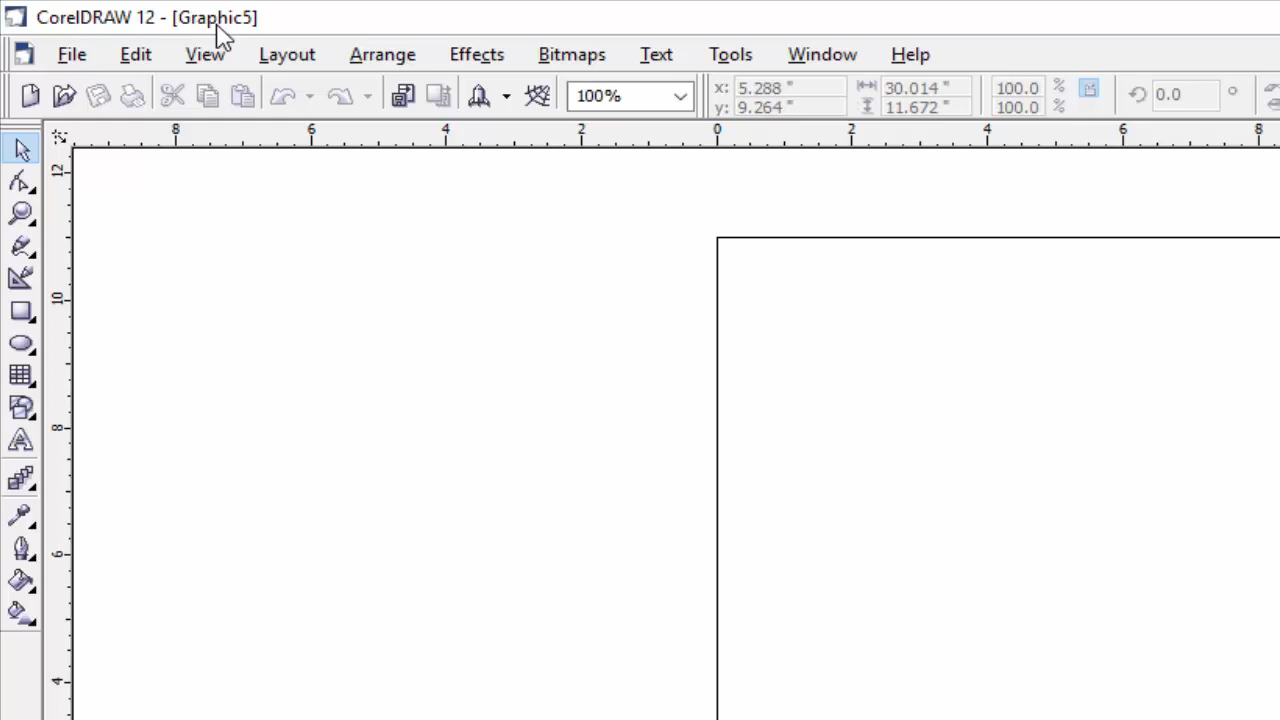 CorelDRAW 12 - [Graphic5]
File Edit View Layout Arrange Effects Bitmaps Text Tools Window Help
100% x: 5.288 " 30.014 " 100.0 % 0.0 °
y: 9.264 " 11.672 " 100.0 %
8 6 4 2 0 2 4 6 8
12
10
8
6
4